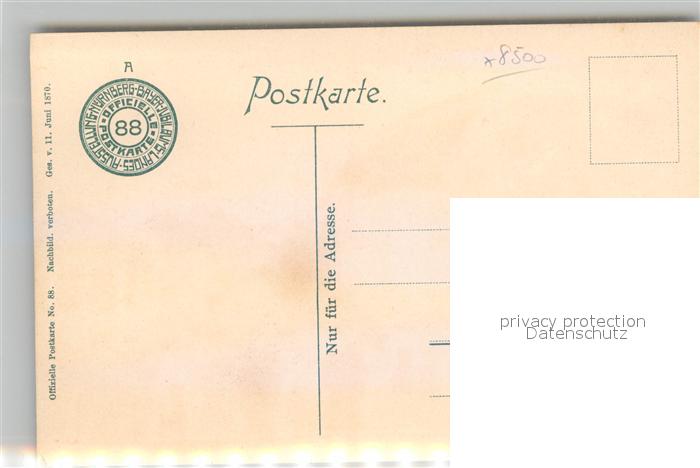 A
NÜRNBERG·BAYER·JUBILÄUMS·LANDES·AUSSTELLUNG
OFFICIELLE POSTKARTE
88
Postkarte.
*8500
Nur für die Adresse.
Offizielle Postkarte No. 88. Nachbild. verboten. Ges. v. 11. Juni 1870.
privacy protection
Datenschutz